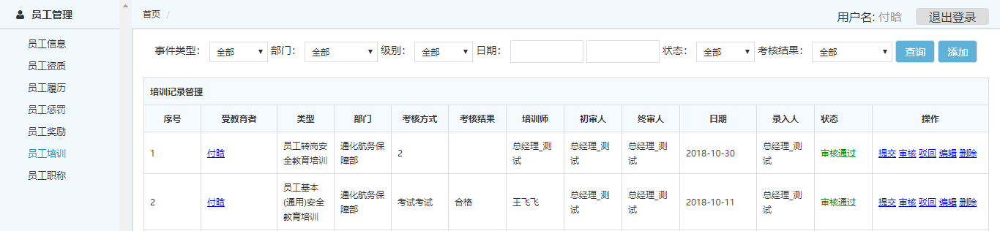 员工管理
员工信息
员工资质
员工履历
员工惩罚
员工奖励
员工培训
员工职称
首页 /
用户名: 付晗 退出登录
事件类型: 全部 部门: 全部 级别: 全部 日期: 状态: 全部 考核结果: 全部 查询 添加
培训记录管理
序号 受教育者 类型 部门 考核方式 考核结果 培训师 初审人 终审人 日期 录入人 状态 操作
1 付晗 员工转岗安全教育培训 通化航务保障部 2 总经理_测试 总经理_测试 总经理_测试 2018-10-30 总经理_测试 审核通过 提交 审核 驳回 编辑 删除
2 付晗 员工基本(通用)安全教育培训 通化航务保障部 考试考试 合格 王飞飞 总经理_测试 总经理_测试 2018-10-11 总经理_测试 审核通过 提交 审核 驳回 编辑 删除